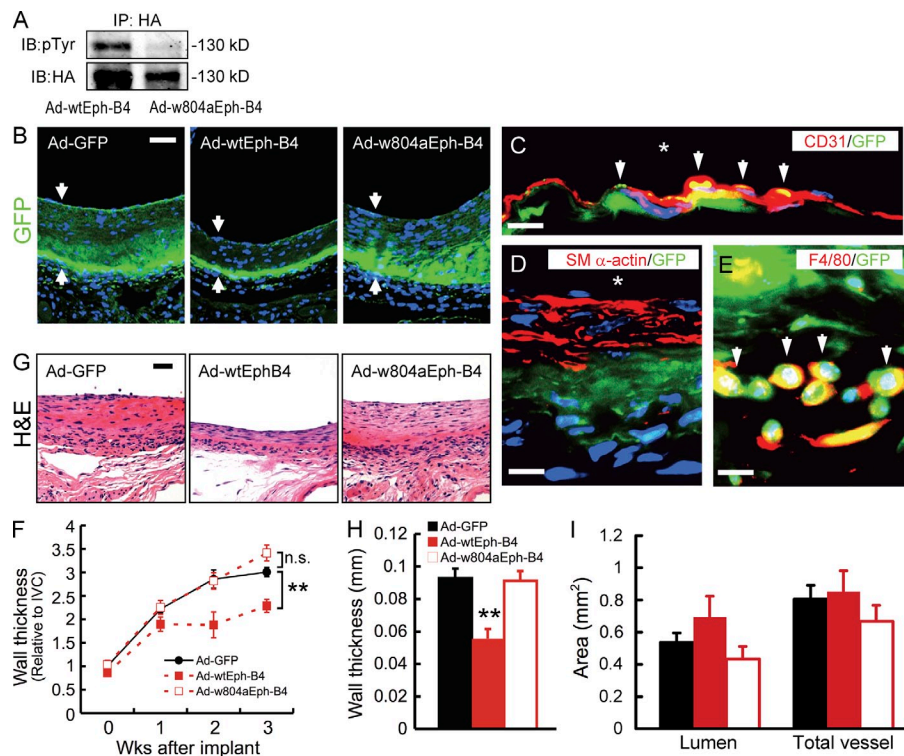 A
IP: HA
IB:pTyr
-130 kD
IB:HA
-130 kD
Ad-wtEph-B4 Ad-w804aEph-B4
B
GFP
Ad-GFP
Ad-wtEph-B4
Ad-w804aEph-B4
C
CD31/GFP
*
D
SM α-actin/GFP
*
E
F4/80/GFP
G
H&E
Ad-GFP
Ad-wtEphB4
Ad-w804aEph-B4
F
Wall thickness
(Relative to IVC)
4
3.5
3
2.5
2
1.5
1
0.5
0 1 2 3
Wks after implant
n.s.
**
Ad-GFP
Ad-wtEph-B4
Ad-w804aEph-B4
H
Wall thickness (mm)
0.12
0.1
0.08
0.06
0.04
0.02
0
**
Ad-GFP
Ad-wtEph-B4
Ad-w804aEph-B4
I
Area (mm²)
1.2
1
0.8
0.6
0.4
0.2
0
Lumen Total vessel